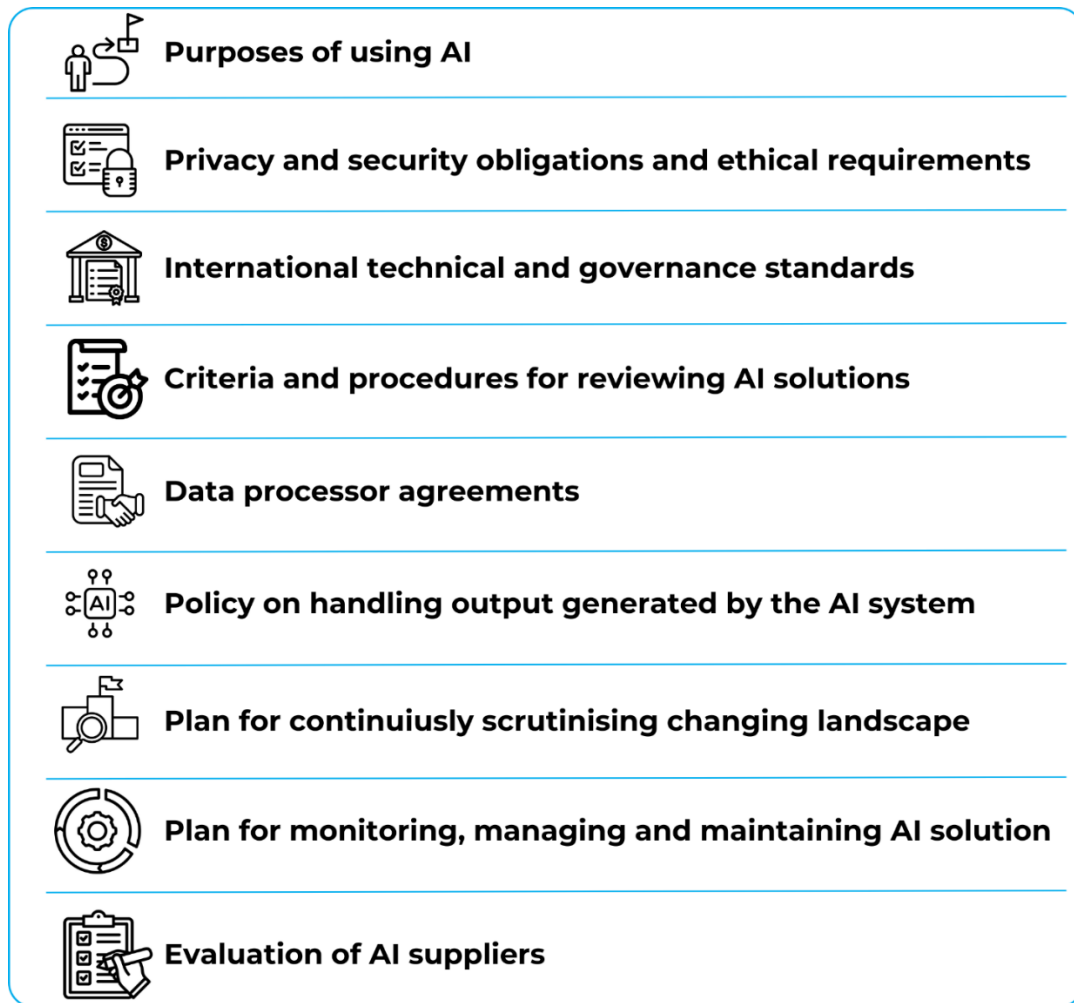 Purposes of using AI
Privacy and security obligations and ethical requirements
$
International technical and governance standards
Criteria and procedures for reviewing AI solutions
Data processor agreements
AI
Policy on handling output generated by the AI system
Plan for continuiusly scrutinising changing landscape
Plan for monitoring, managing and maintaining AI solution
Evaluation of AI suppliers